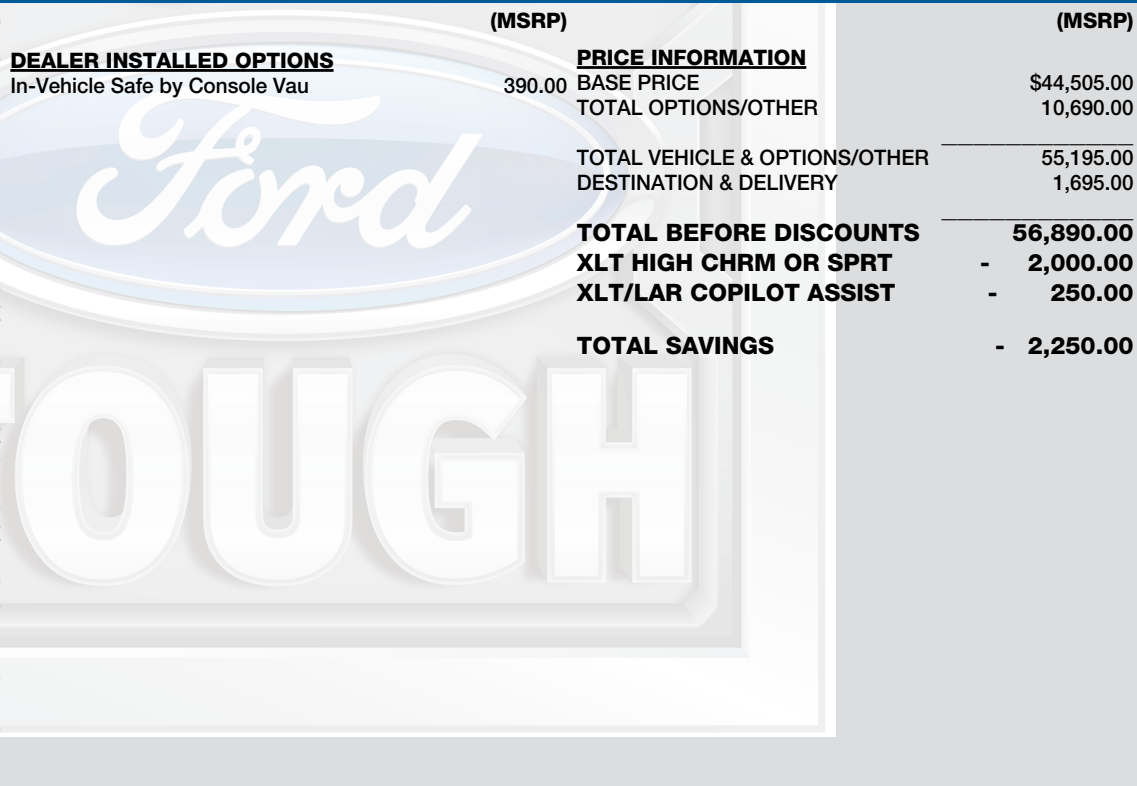 (MSRP)
DEALER INSTALLED OPTIONS
In-Vehicle Safe by Console Vau 390.00
(MSRP)
PRICE INFORMATION
BASE PRICE $44,505.00
TOTAL OPTIONS/OTHER 10,690.00
TOTAL VEHICLE & OPTIONS/OTHER 55,195.00
DESTINATION & DELIVERY 1,695.00
TOTAL BEFORE DISCOUNTS 56,890.00
XLT HIGH CHRM OR SPRT - 2,000.00
XLT/LAR COPILOT ASSIST - 250.00
TOTAL SAVINGS - 2,250.00
Ford
TOUGH